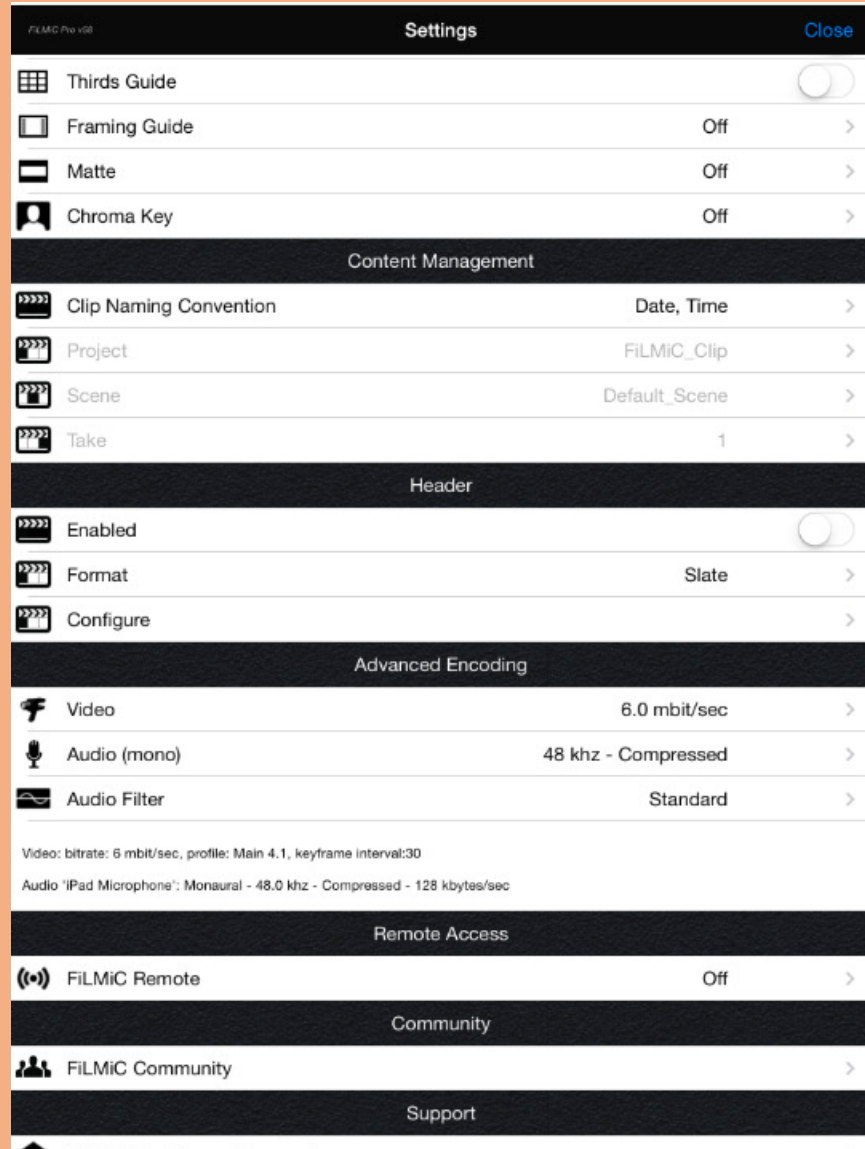 FiLMiC Pro v58
Settings
Close
Thirds Guide
Framing Guide Off
Matte Off
Chroma Key Off
Content Management
Clip Naming Convention Date, Time
Project FiLMiC_Clip
Scene Default_Scene
Take 1
Header
Enabled
Format Slate
Configure
Advanced Encoding
Video 6.0 mbit/sec
Audio (mono) 48 khz - Compressed
Audio Filter Standard
Video: bitrate: 6 mbit/sec, profile: Main 4.1, keyframe interval:30
Audio 'iPad Microphone': Monaural - 48.0 khz - Compressed - 128 kbytes/sec
Remote Access
FiLMiC Remote Off
Community
FiLMiC Community
Support